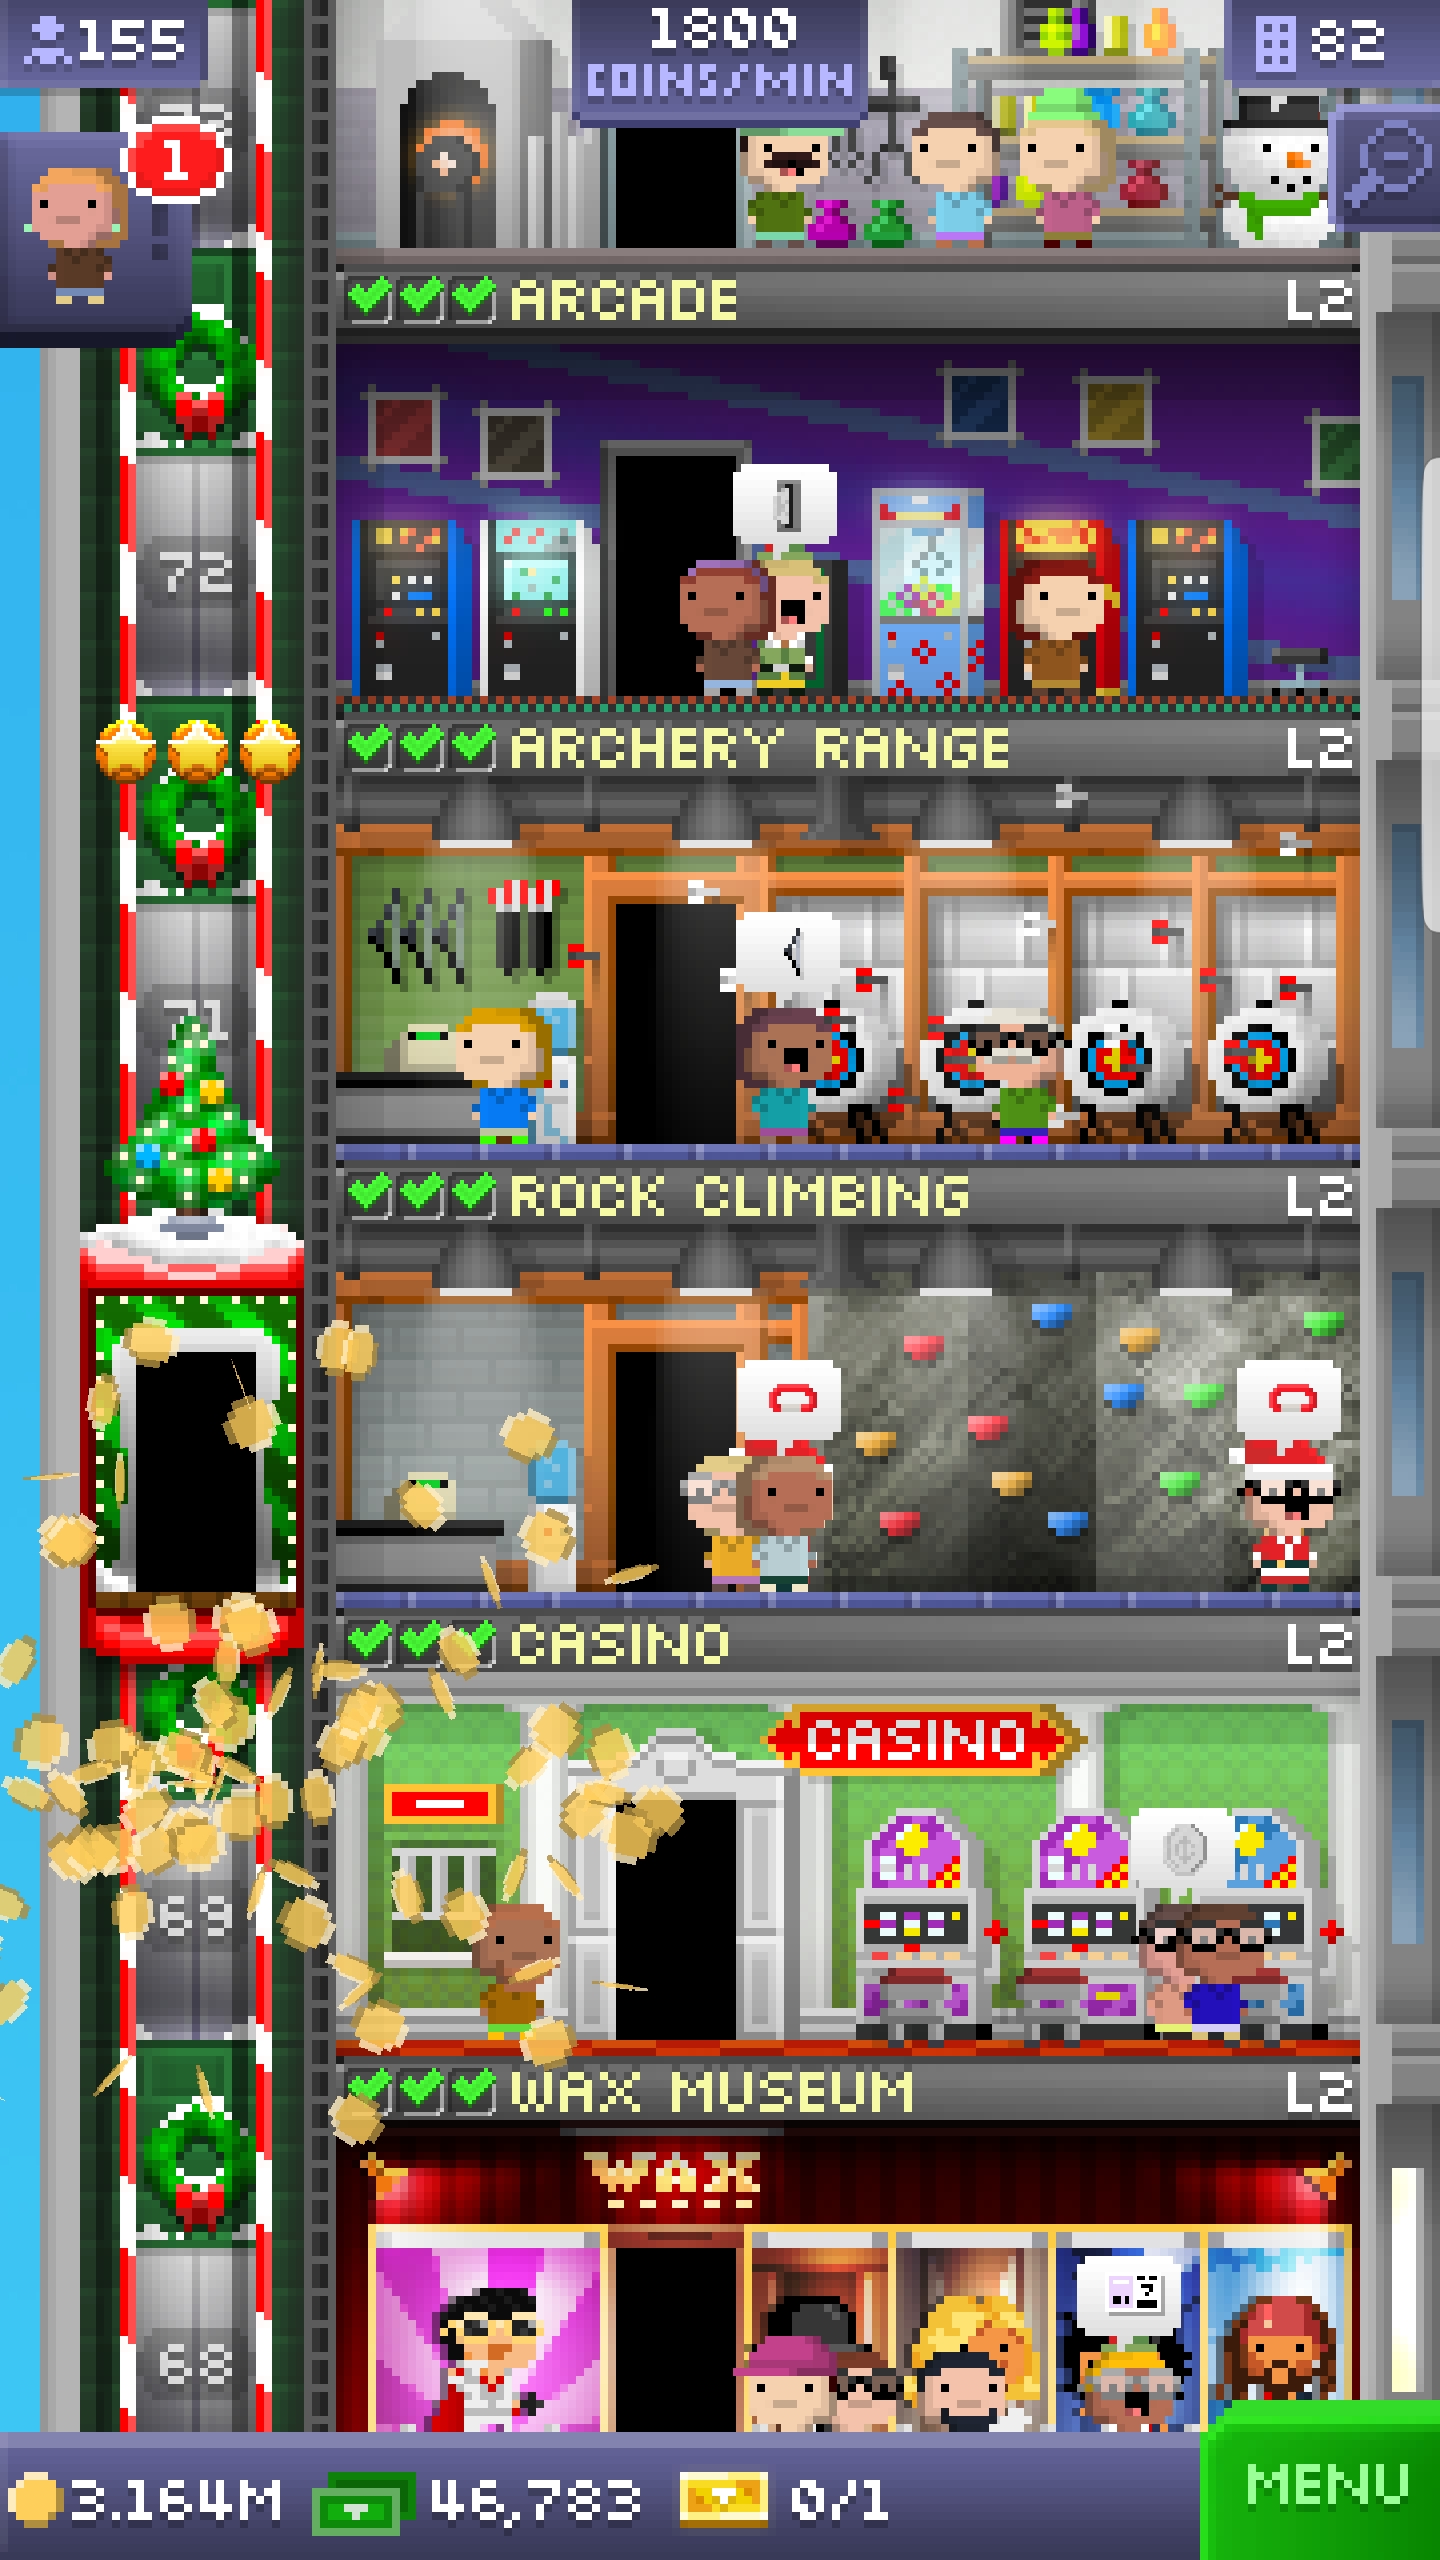 155
1800
COINS/MIN
82
1
ARCADE
L2
72
ARCHERY RANGE
L2
71
ROCK CLIMBING
L2
CASINO
L2
CASINO
69
WAX MUSEUM
L2
WAX
68
3.164M
46,783
0/1
MENU